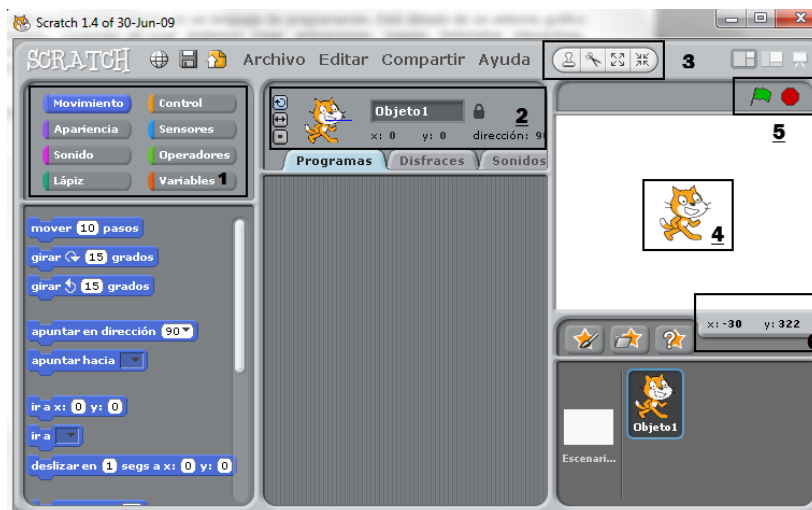 Scratch 1.4 of 30-Jun-09
SCRATCH Archivo Editar Compartir Ayuda 3
Movimiento Control
Apariencia Sensores
Sonido Operadores
Lápiz Variables 1
Objeto1 2
x: 0 y: 0 dirección: 90
Programas Disfraces Sonidos
5
mover 10 pasos
girar 15 grados
girar 15 grados
apuntar en dirección 90
apuntar hacia
ir a x: 0 y: 0
ir a
deslizar en 1 segs a x: 0 y: 0
4
x: -30 y: 322
Objeto1
Escenari...